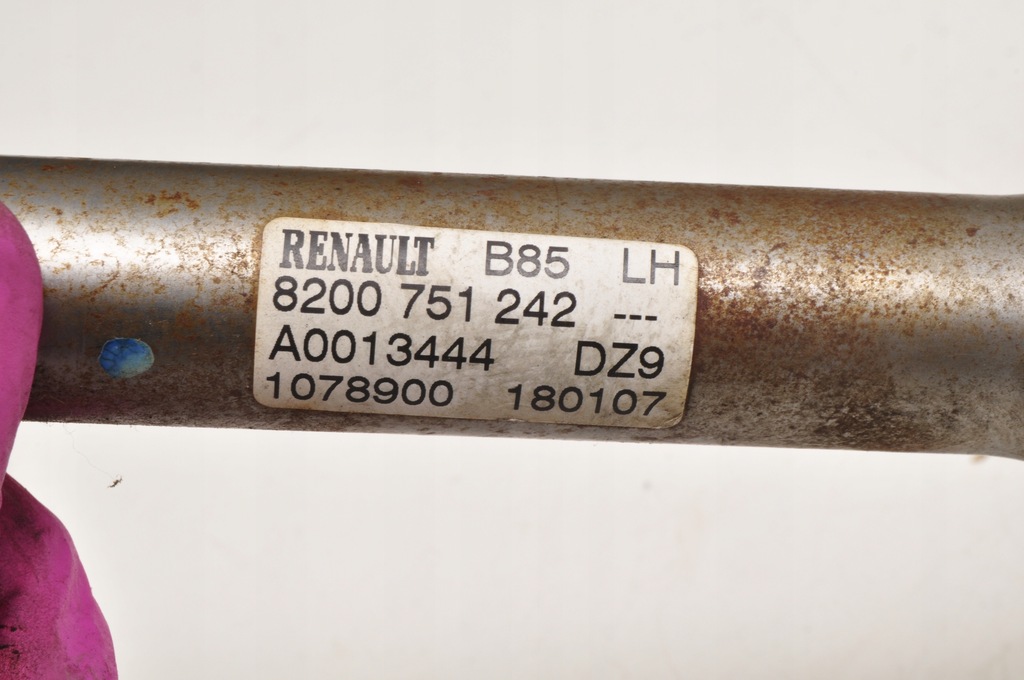 RENAULT B85 LH
8200 751 242 ---
A0013444 DZ9
1078900 180107